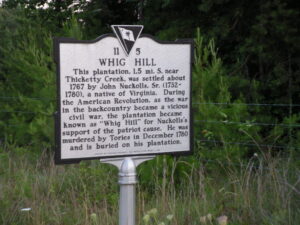 11 5
WHIG HILL
This plantation, 1.5 mi. S. near
Thicketty Creek, was settled about
1767 by John Nuckolls, Sr. (1732-
1780), a native of Virginia. During
the American Revolution, as the war
in the backcountry became a vicious
civil war, the plantation became
known as "Whig Hill" for Nuckolls's
support of the patriot cause. He was
murdered by Tories in December 1780
and is buried on his plantation.